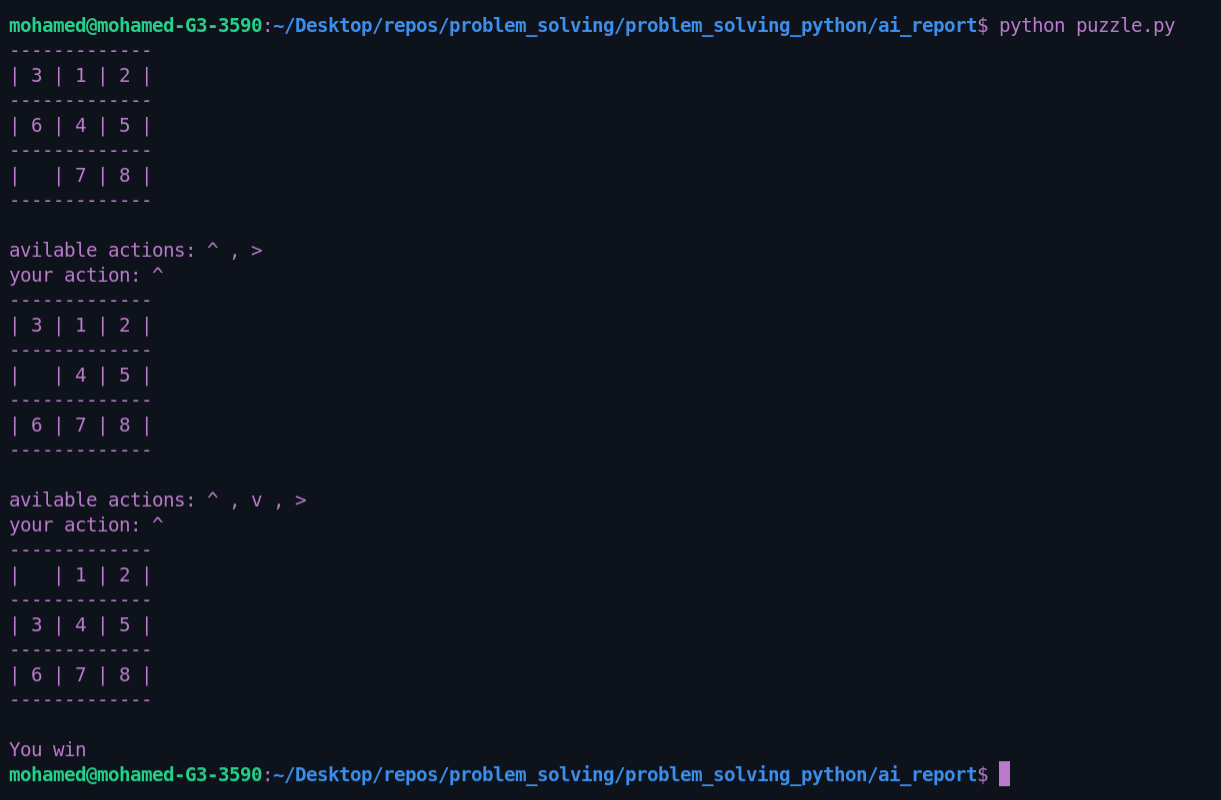 mohamed@mohamed-G3-3590:~/Desktop/repos/problem_solving/problem_solving_python/ai_report$ python puzzle.py
-------------
| 3 | 1 | 2 |
-------------
| 6 | 4 | 5 |
-------------
|   | 7 | 8 |
-------------

avilable actions: ^ , >
your action: ^
-------------
| 3 | 1 | 2 |
-------------
|   | 4 | 5 |
-------------
| 6 | 7 | 8 |
-------------

avilable actions: ^ , v , >
your action: ^
-------------
|   | 1 | 2 |
-------------
| 3 | 4 | 5 |
-------------
| 6 | 7 | 8 |
-------------

You win
mohamed@mohamed-G3-3590:~/Desktop/repos/problem_solving/problem_solving_python/ai_report$